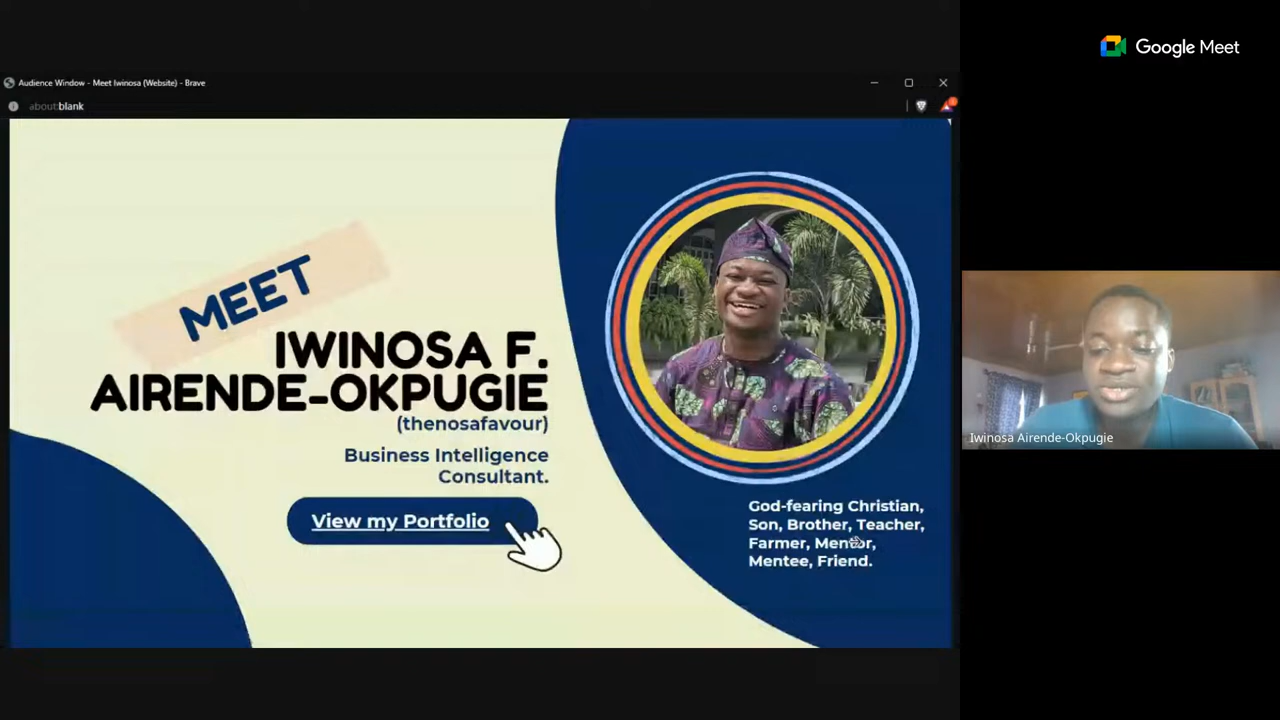 Google Meet
Audience Window - Meet Iwinosa (Website) - Brave
about:blank
MEET
IWINOSA F.
AIRENDE-OKPUGIE
(thenosafavour)
Business Intelligence
Consultant.
View my Portfolio
God-fearing Christian,
Son, Brother, Teacher,
Farmer, Mentor,
Mentee, Friend.
Iwinosa Airende-Okpugie